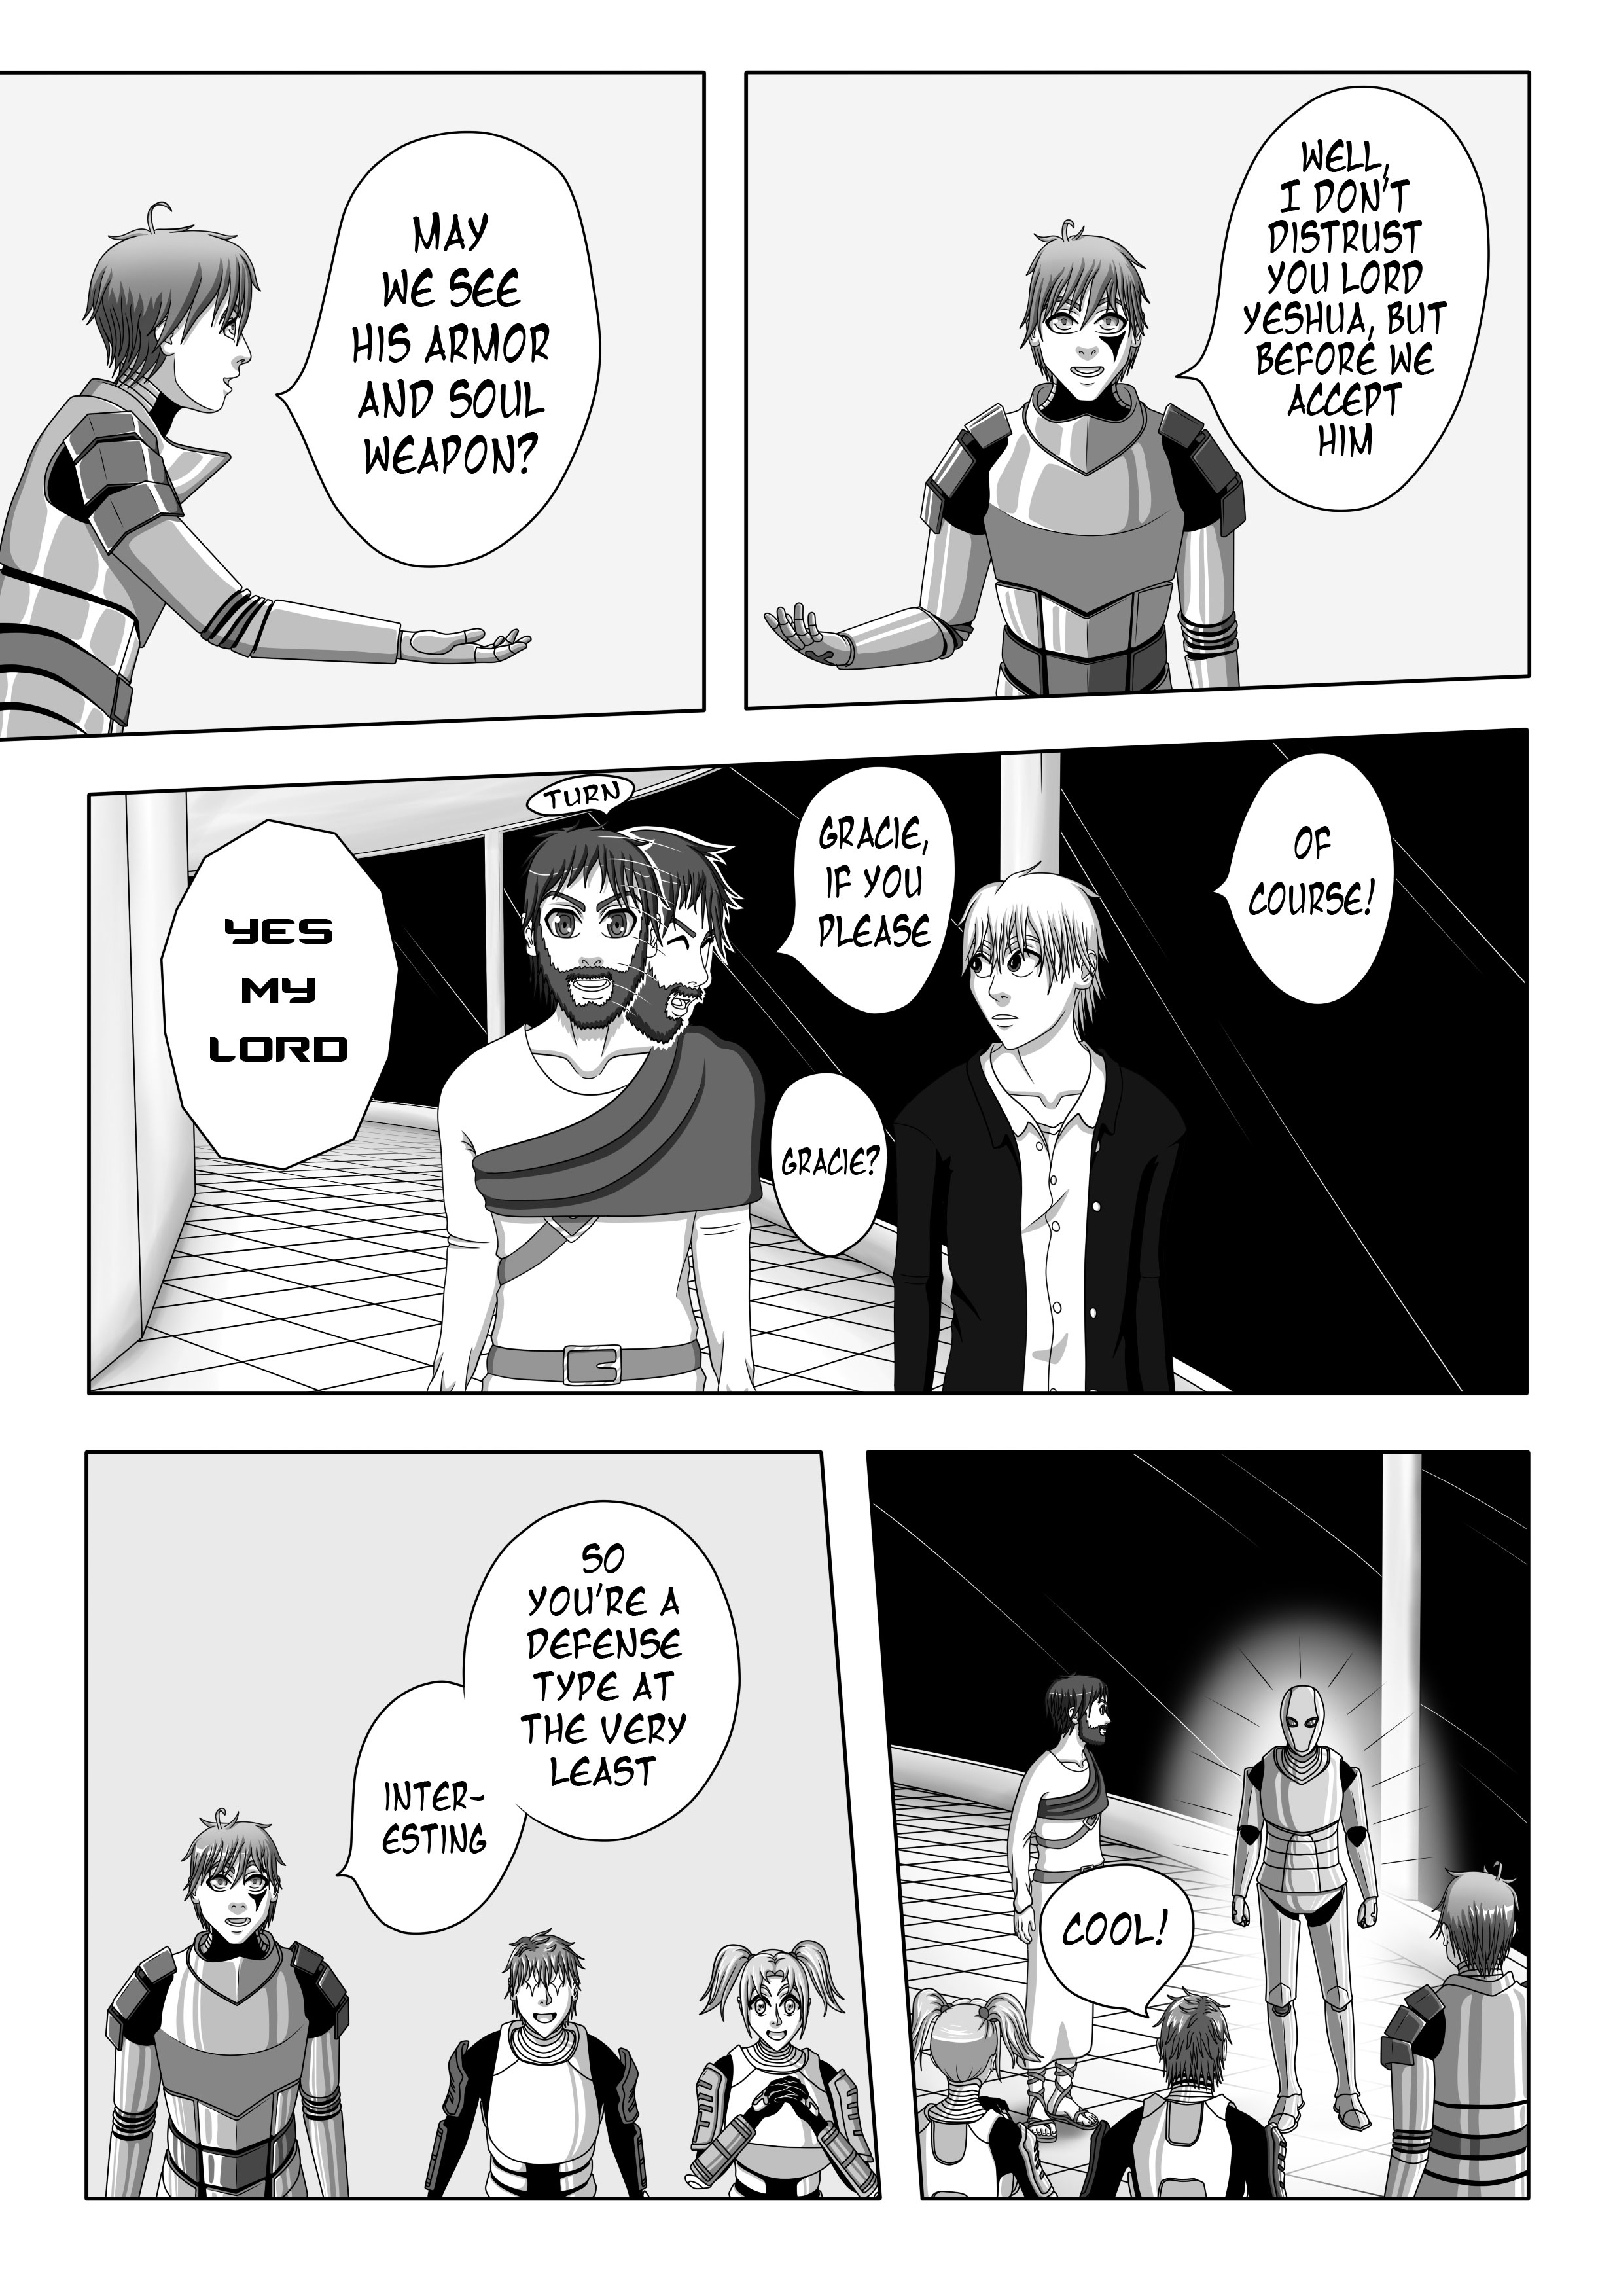 WELL,
I DON'T
DISTRUST
YOU LORD
YESHUA, BUT
BEFORE WE
ACCEPT
HIM
MAY
WE SEE
HIS ARMOR
AND SOUL
WEAPON?
OF
COURSE!
GRACIE,
IF YOU
PLEASE
TURN
GRACIE?
YES
MY
LORD
COOL!
SO
YOU'RE A
DEFENSE
TYPE AT
THE VERY
LEAST
INTER-
ESTING